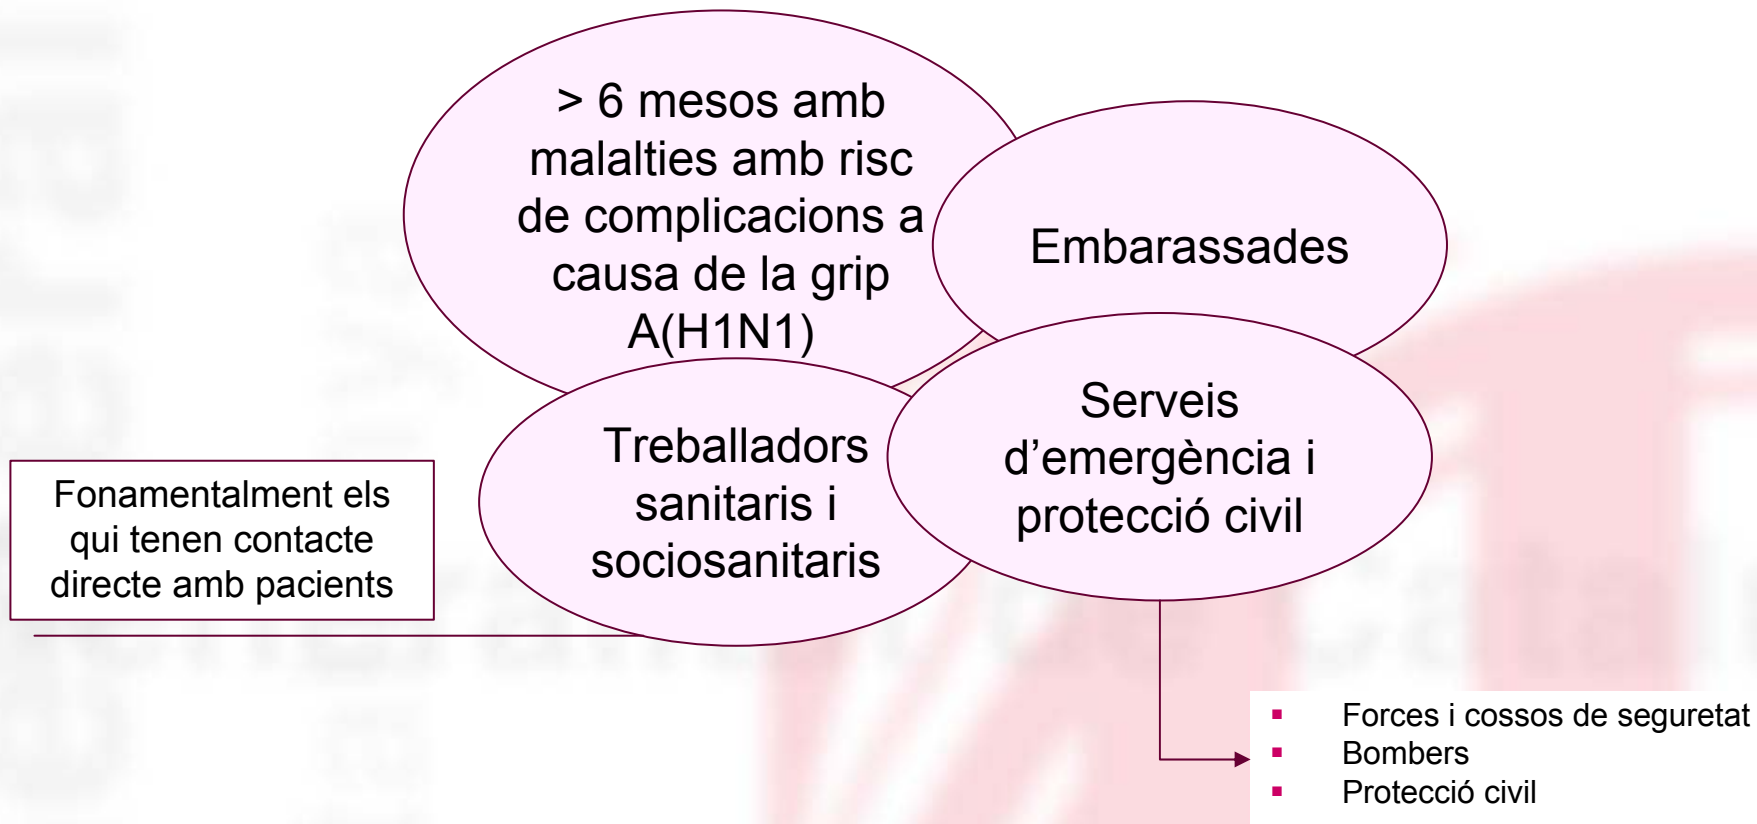 > 6 mesos amb
malalties amb risc
de complicacions a
causa de la grip
A(H1N1)
Embarassades
Treballadors
sanitaris i
sociosanitaris
Serveis
d’emergència i
protecció civil
Fonamentalment els
qui tenen contacte
directe amb pacients
▪ Forces i cossos de seguretat
▪ Bombers
▪ Protecció civil